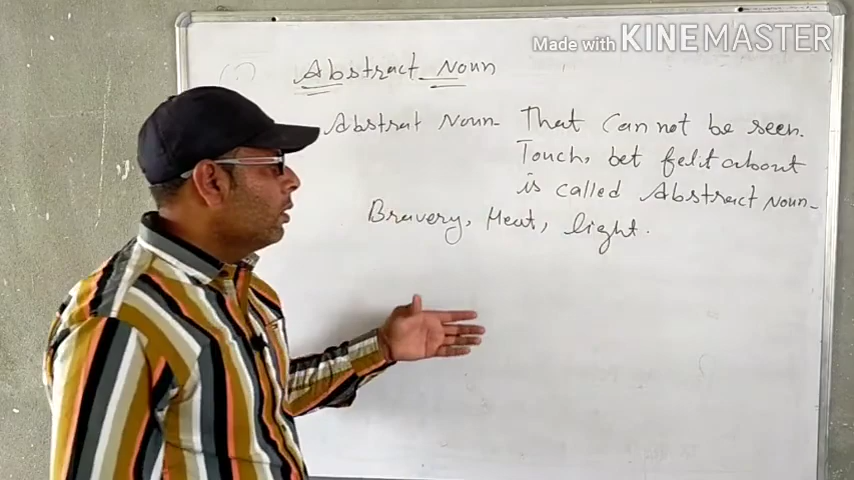 Made with KINEMASTER
Abstract Noun
Abstrat Noun- That Can not be seen.
Touch, bet felit about
is called Abstract Noun-
Bravery, Heat, light.